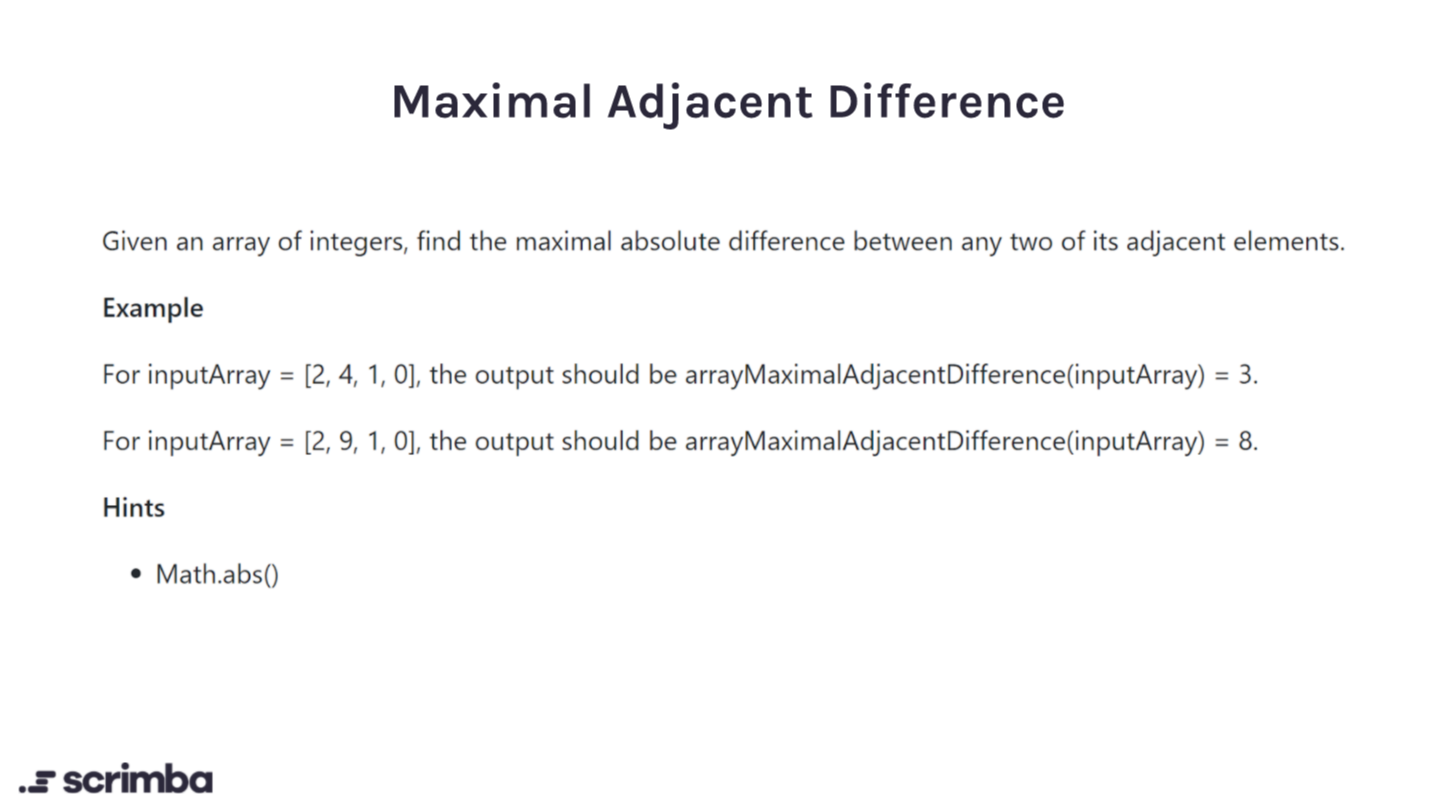 Maximal Adjacent Difference
Given an array of integers, find the maximal absolute difference between any two of its adjacent elements.
Example
For inputArray = [2, 4, 1, 0], the output should be arrayMaximalAdjacentDifference(inputArray) = 3.
For inputArray = [2, 9, 1, 0], the output should be arrayMaximalAdjacentDifference(inputArray) = 8.
Hints
• Math.abs()
scrimba